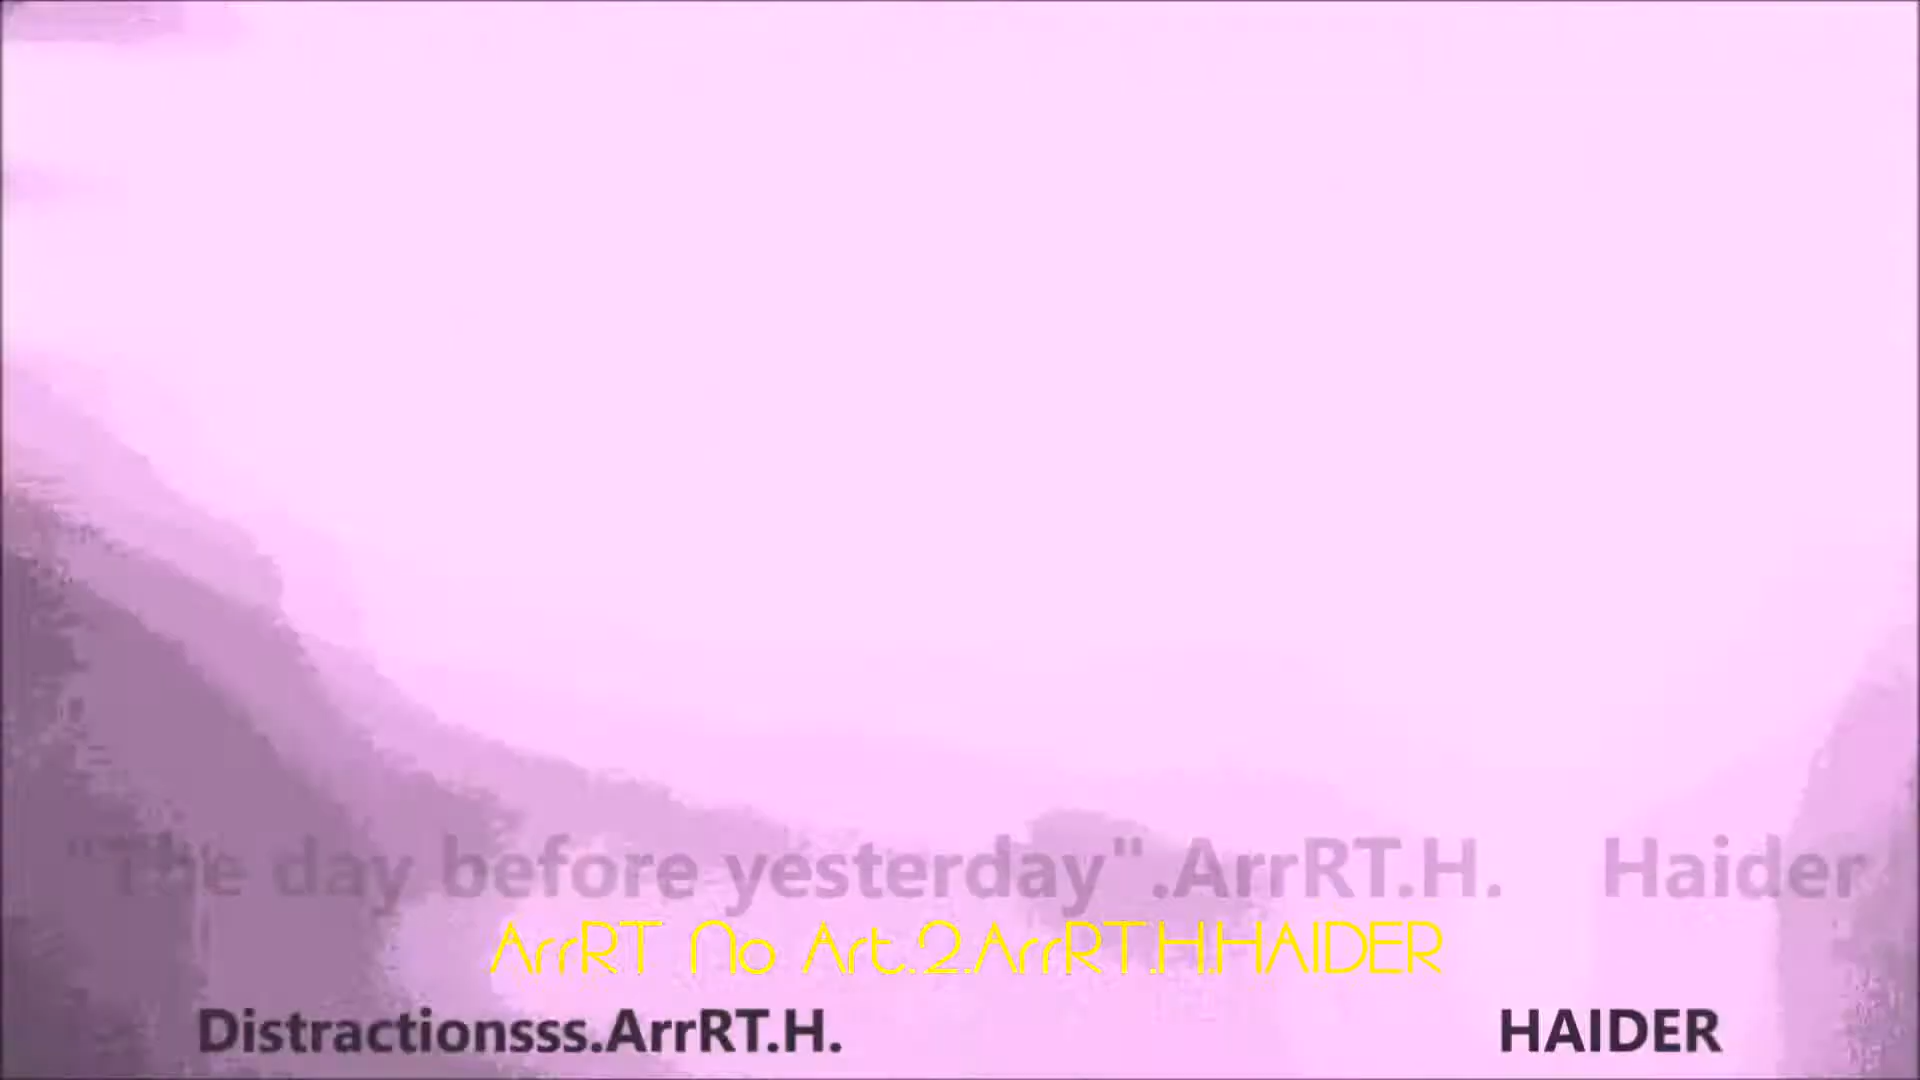 "The day before yesterday".ArrRT.H. Haider
ArrRT No Art.2.ArrRT.H.HAIDER
Distractionsss.ArrRT.H. HAIDER